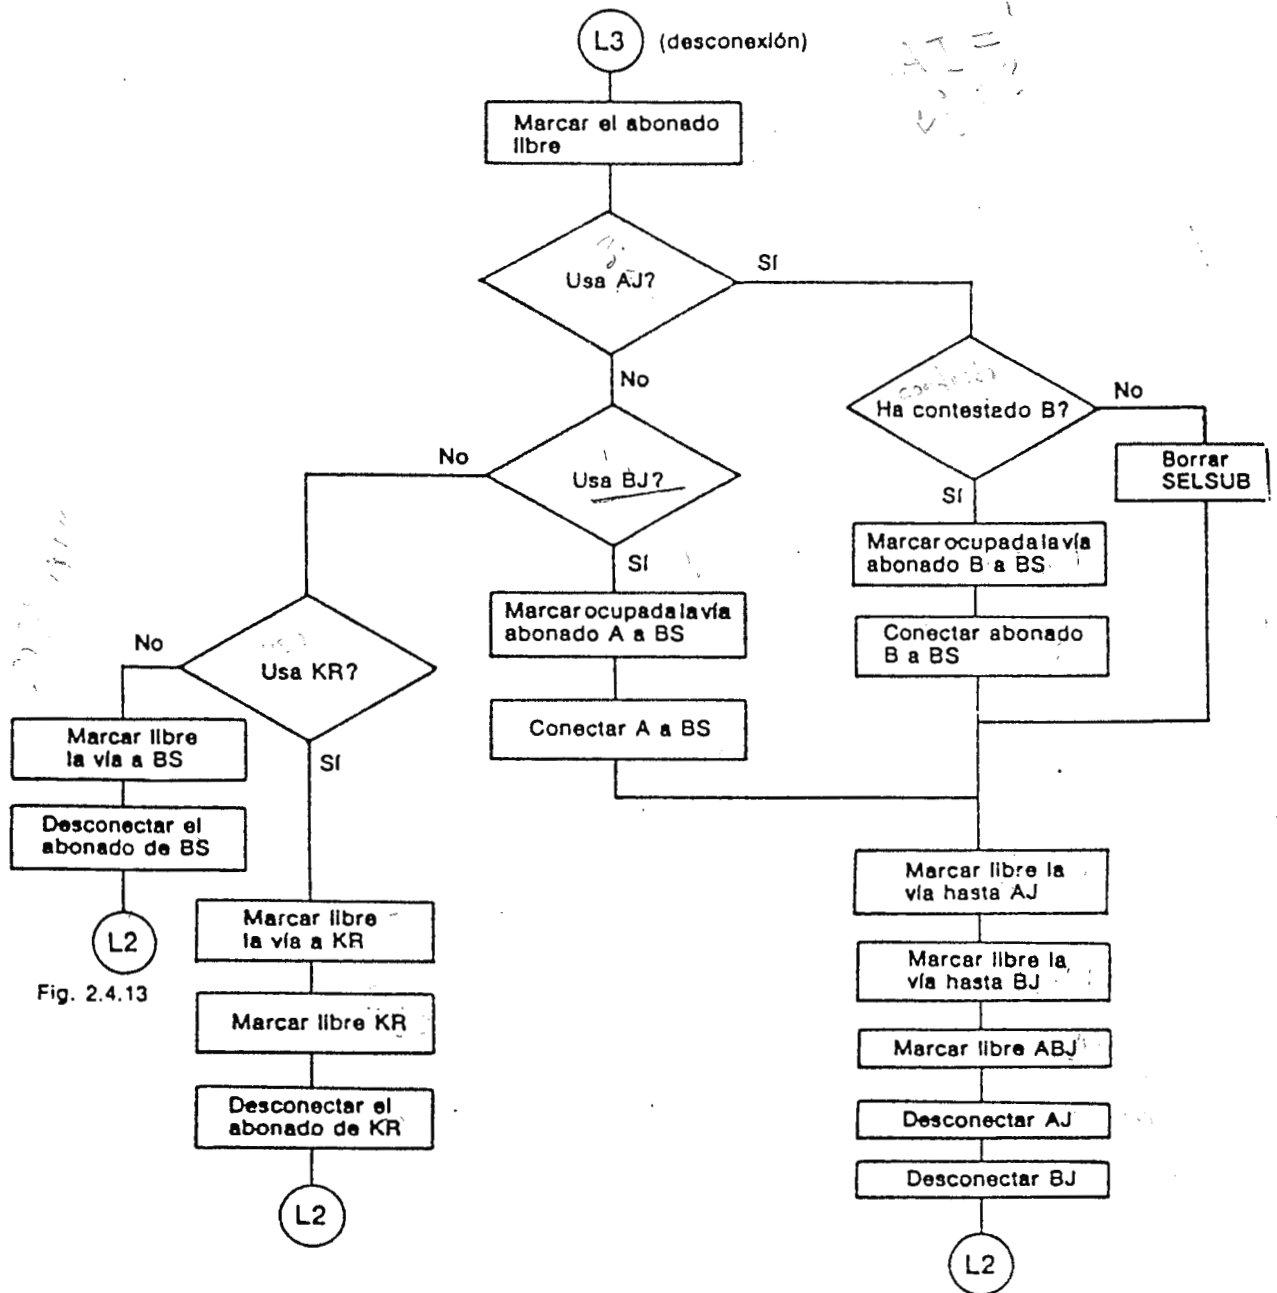 L3 (desconexión)
Marcar el abonado
libre
Usa AJ?
Sí
No
Ha contestado B?
No
Borrar
SELSUB
Sí
No
Usa BJ?
Sí
Marcar ocupada la vía
abonado B a BS
Conectar abonado
B a BS
Marcar ocupada la vía
abonado A a BS
Conectar A a BS
No
Usa KR?
Sí
Marcar libre
la vía a BS
Desconectar el
abonado de BS
L2
Fig. 2.4.13
Marcar libre
la vía a KR
Marcar libre KR
Desconectar el
abonado de KR
L2
Marcar libre la
vía hasta AJ
Marcar libre la
vía hasta BJ
Marcar libre ABJ
Desconectar AJ
Desconectar BJ
L2